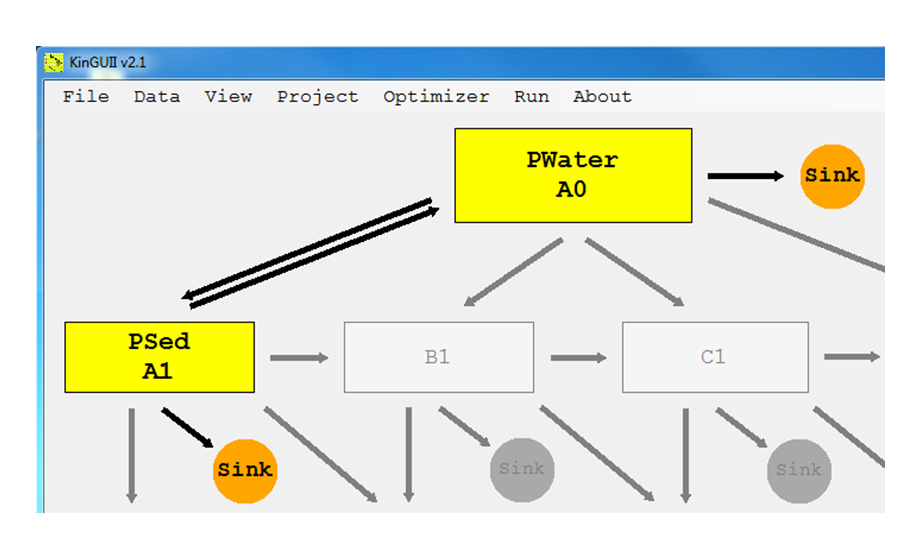 KinGUII v2.1
File Data View Project Optimizer Run About
PWater
A0
Sink
PSed
A1
B1
C1
Sink
Sink
Sink